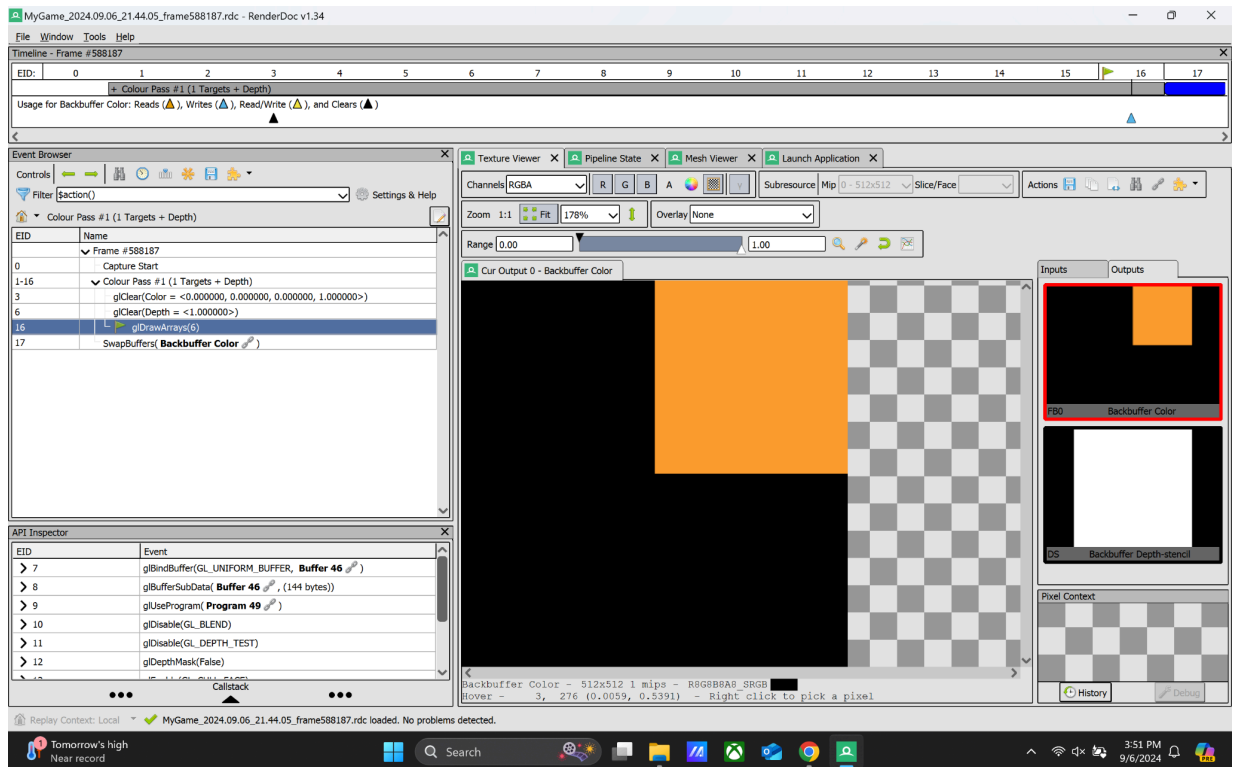 MyGame_2024.09.06_21.44.05_frame588187.rdc - RenderDoc v1.34
File Window Tools Help
Timeline - Frame #588187
EID: 0 1 2 3 4 5 6 7 8 9 10 11 12 13 14 15 16 17
+ Colour Pass #1 (1 Targets + Depth)
Usage for Backbuffer Color: Reads (▲), Writes (▲), Read/Write (▲), and Clears (▲)
Event Browser
Controls
Filter $action() Settings & Help
Colour Pass #1 (1 Targets + Depth)
EID Name
Frame #588187
0 Capture Start
1-16 Colour Pass #1 (1 Targets + Depth)
3 glClear(Color = <0.000000, 0.000000, 0.000000, 1.000000>)
6 glClear(Depth = <1.000000>)
16 glDrawArrays(6)
17 SwapBuffers( Backbuffer Color )
API Inspector
EID Event
7 glBindBuffer(GL_UNIFORM_BUFFER, Buffer 46 )
8 glBufferSubData( Buffer 46 , (144 bytes))
9 glUseProgram( Program 49 )
10 glDisable(GL_BLEND)
11 glDisable(GL_DEPTH_TEST)
12 glDepthMask(False)
Callstack
Texture Viewer Pipeline State Mesh Viewer Launch Application
Channels RGBA R G B A γ Subresource Mip 0 - 512x512 Slice/Face Actions
Zoom 1:1 Fit 178% Overlay None
Range 0.00 1.00
Cur Output 0 - Backbuffer Color
Backbuffer Color - 512x512 1 mips - R8G8B8A8_SRGB
Hover - 3, 276 (0.0059, 0.5391) - Right click to pick a pixel
Inputs Outputs
FB0 Backbuffer Color
DS Backbuffer Depth-stencil
Pixel Context
History Debug
Replay Context: Local MyGame_2024.09.06_21.44.05_frame588187.rdc loaded. No problems detected.
1 Tomorrow's high
Near record
Search
PRE
3:51 PM
9/6/2024